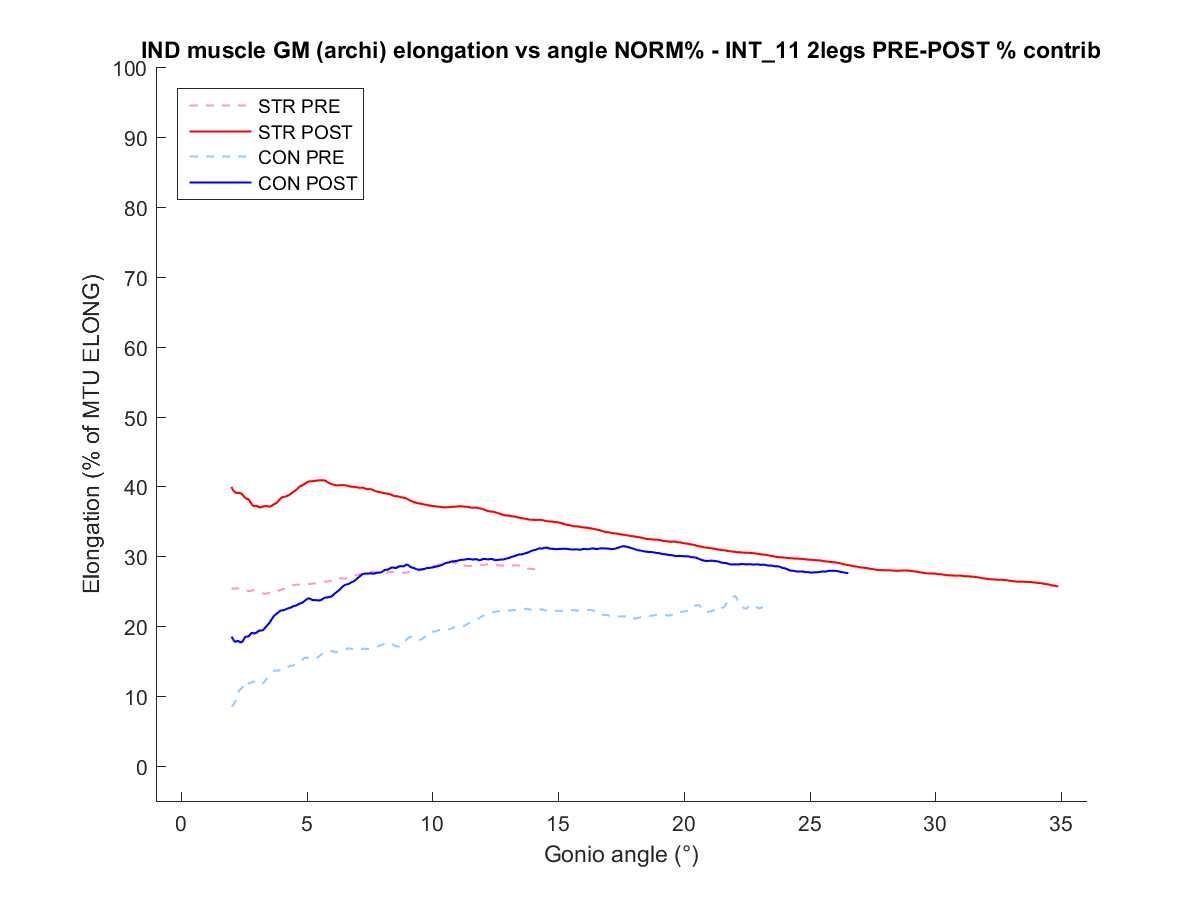 IND muscle GM (archi) elongation vs angle NORM% - INT_11 2legs PRE-POST % contrib
100
90
80
70
60
50
40
30
20
10
0
STR PRE
STR POST
CON PRE
CON POST
Elongation (% of MTU ELONG)
0 5 10 15 20 25 30 35
Gonio angle (°)